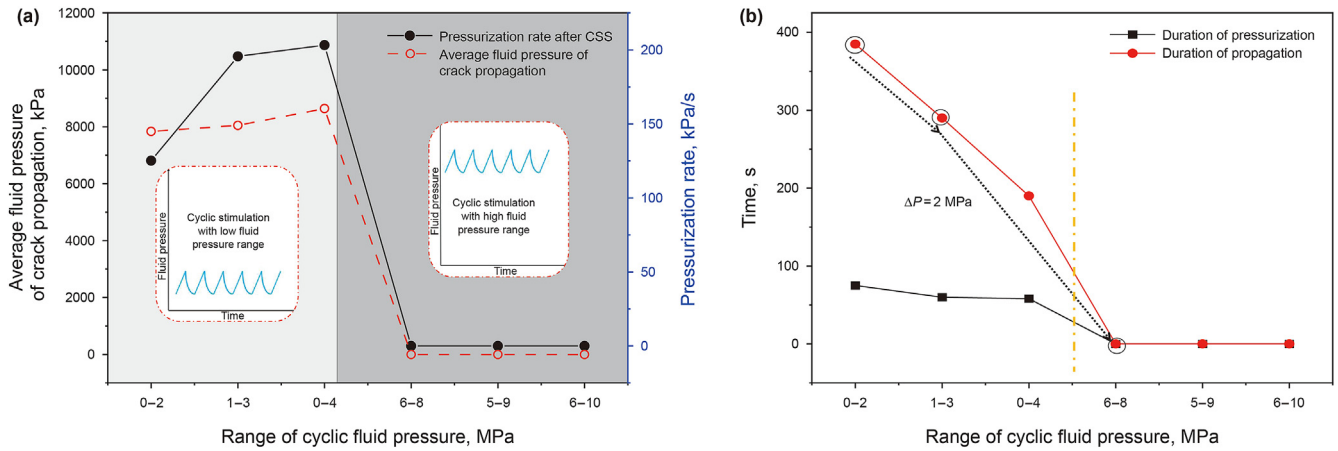 (a)
12000
10000
8000
6000
4000
2000
0
Average fluid pressure
of crack propagation, kPa
Pressurization rate after CSS
Average fluid pressure of
crack propagation
200
150
100
50
0
Pressurization rate, kPa/s
Fluid pressure
Cyclic stimulation
with low fluid
pressure range
Time
Fluid pressure
Cyclic stimulation
with high fluid
pressure range
Time
0–2
1–3
0–4
6–8
5–9
6–10
Range of cyclic fluid pressure, MPa
(b)
400
300
200
100
0
Time, s
Duration of pressurization
Duration of propagation
ΔP = 2 MPa
0–2
1–3
0–4
6–8
5–9
6–10
Range of cyclic fluid pressure, MPa